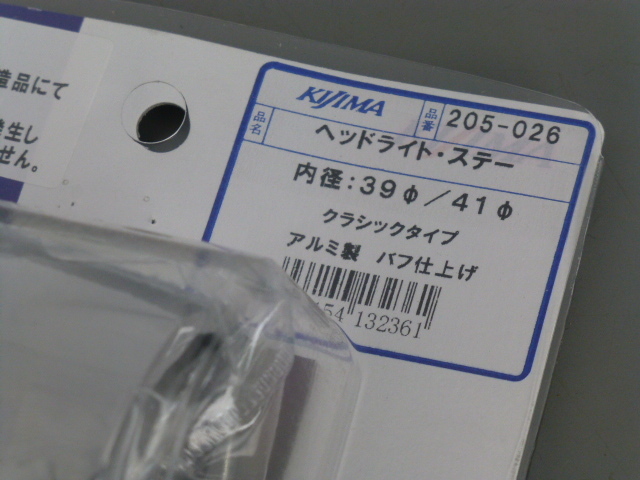 造品にて
生し
せん。
KIJIMA
品番
205-026
品名
ヘッドライト・ステー
内径:39φ/41φ
クラシックタイプ
アルミ製 バフ仕上げ
54 132361